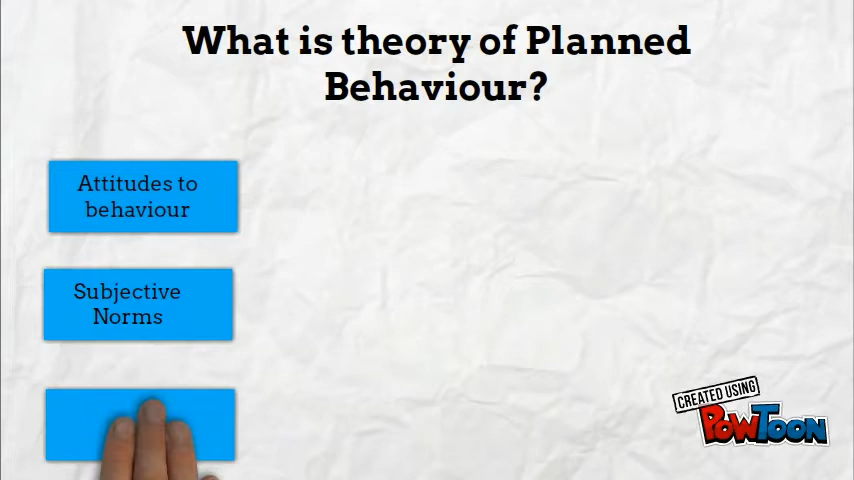 What is theory of Planned
Behaviour?
Attitudes to
behaviour
Subjective
Norms
CREATED USING
POWTOON